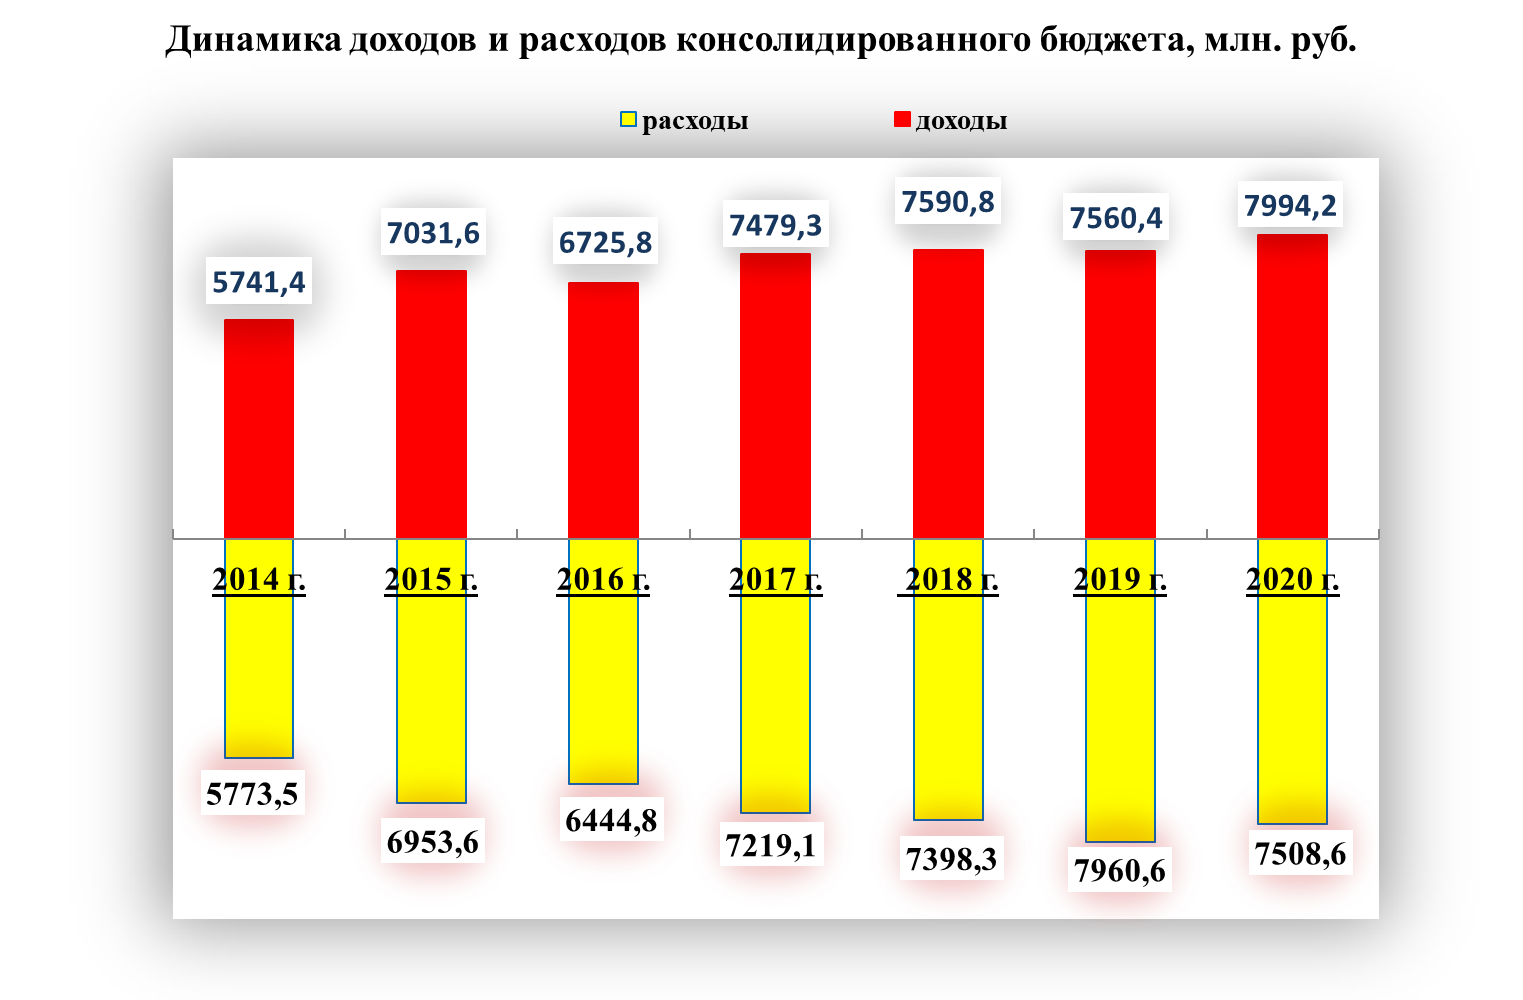 Динамика доходов и расходов консолидированного бюджета, млн. руб.
расходы доходы
5741,4 7031,6 6725,8 7479,3 7590,8 7560,4 7994,2
2014 г. 2015 г. 2016 г. 2017 г. 2018 г. 2019 г. 2020 г.
5773,5 6953,6 6444,8 7219,1 7398,3 7960,6 7508,6